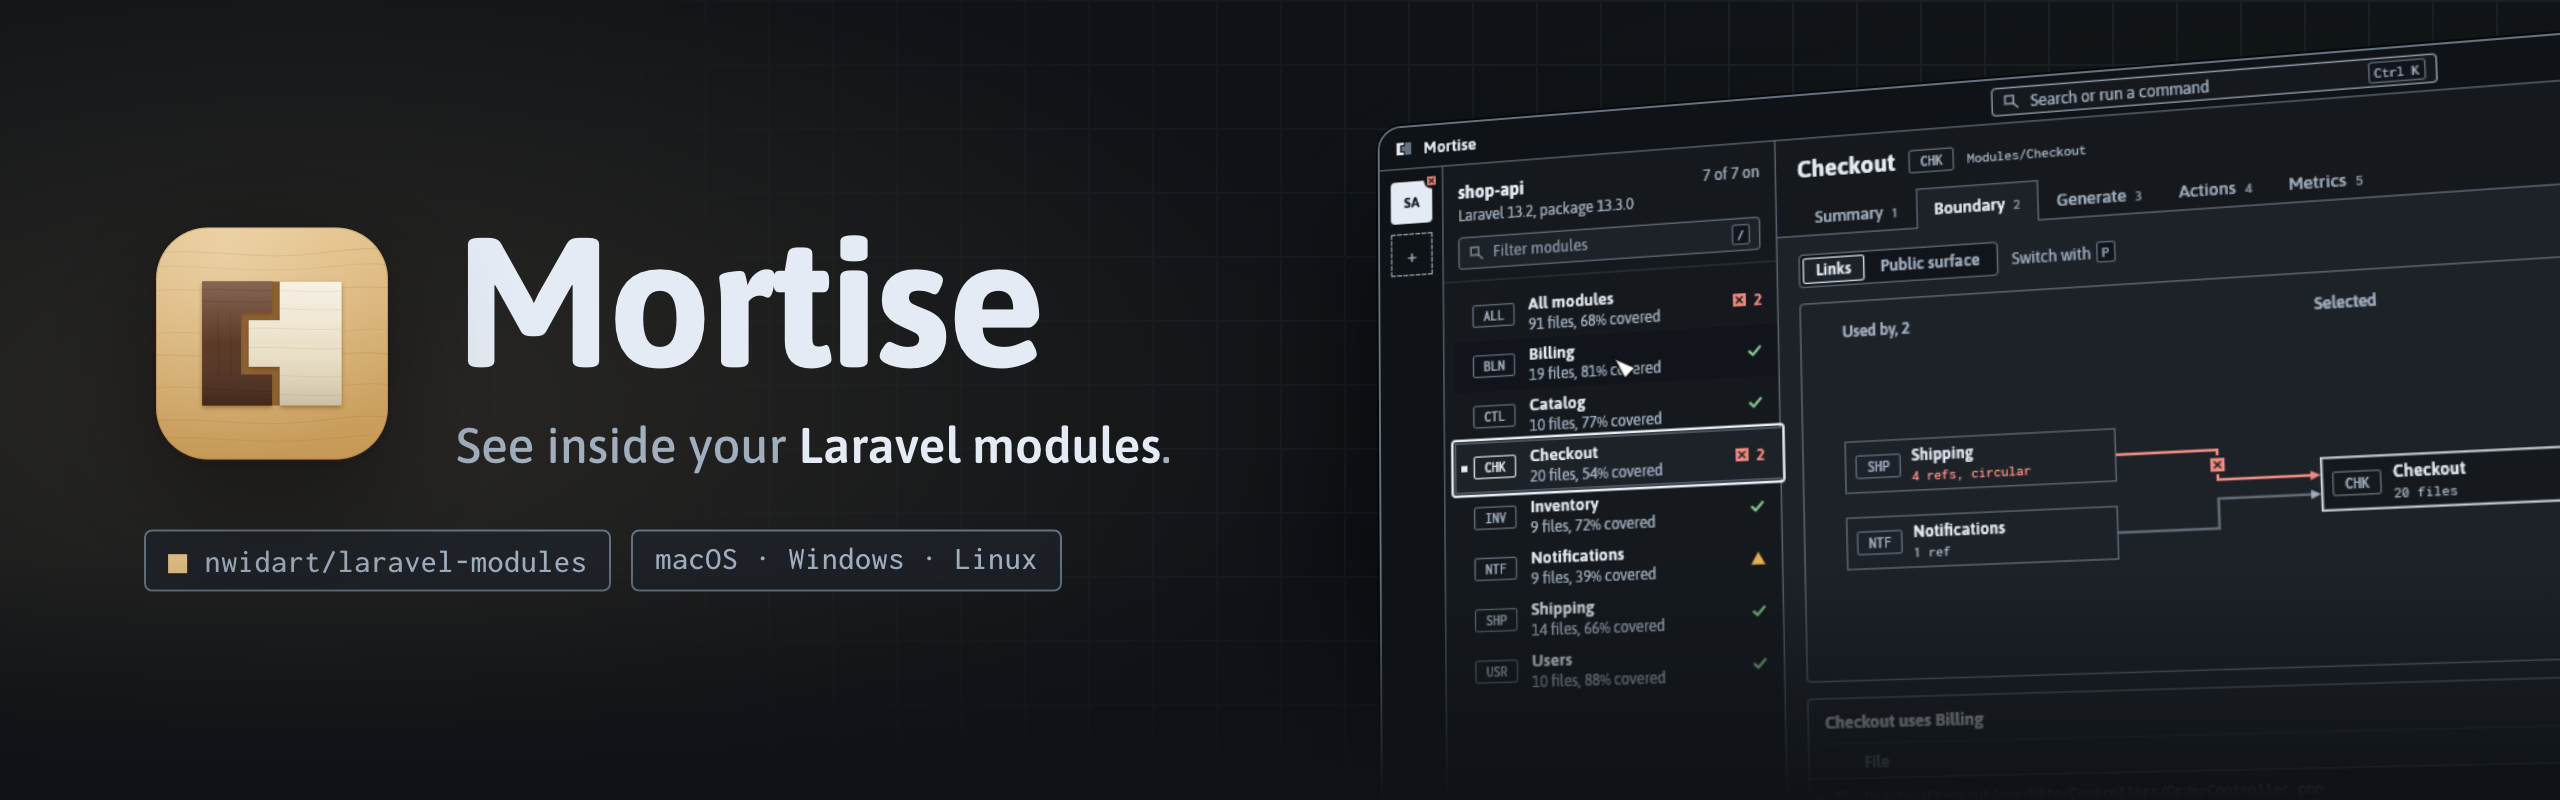 Mortise
See inside your Laravel modules.
nwidart/laravel-modules
macOS · Windows · Linux
Mortise
Search or run a command
Ctrl K
SA
+
shop-api
7 of 7 on
Laravel 13.2, package 13.3.0
Filter modules
/
ALL
All modules
91 files, 68% covered
2
BLN
Billing
19 files, 81%
CTL
Catalog
10 files, 77% covered
CHK
Checkout
20 files, 54% covered
2
INV
Inventory
9 files, 72% covered
NTF
Notifications
9 files, 39% covered
SHP
Shipping
14 files, 66% covered
USR
Users
10 files, 88% covered
Checkout
CHK
Modules/Checkout
Summary 1
Boundary 2
Generate 3
Actions 4
Metrics 5
Links
Public surface
Switch with P
Used by, 2
Selected
SHP
Shipping
4 refs, circular
NTF
Notifications
1 ref
CHK
Checkout
20 files
Checkout uses Billing
File